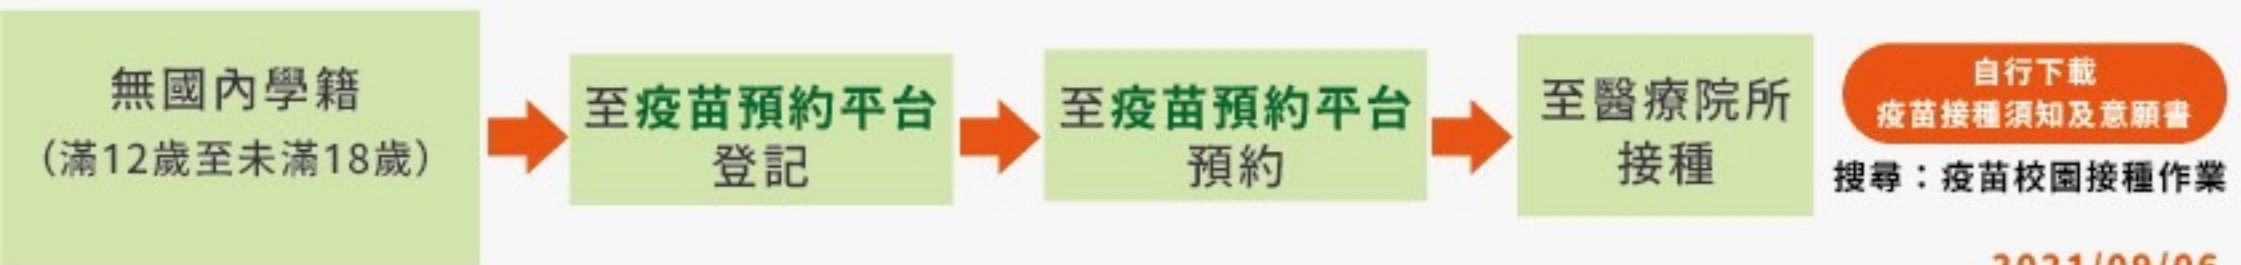 無國內學籍
（滿12歲至未滿18歲）
至疫苗預約平台
登記
至疫苗預約平台
預約
至醫療院所
接種
自行下載
疫苗接種須知及意願書
搜尋：疫苗校園接種作業
2021/09/06